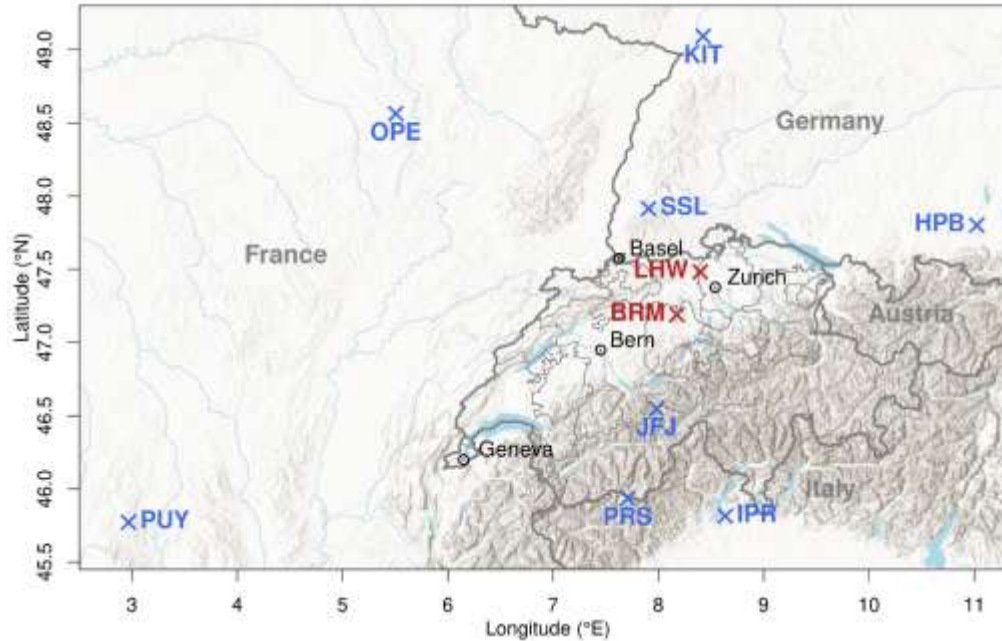 49.0
48.5
48.0
47.5
47.0
46.5
46.0
45.5
Latitude (°N)
KIT
OPE
Germany
SSL
HPB
France
Basel
LHW
Zurich
BRM
Austria
Bern
JFJ
Geneva
PUY
PRS
IPR
Italy
3 4 5 6 7 8 9 10 11
Longitude (°E)